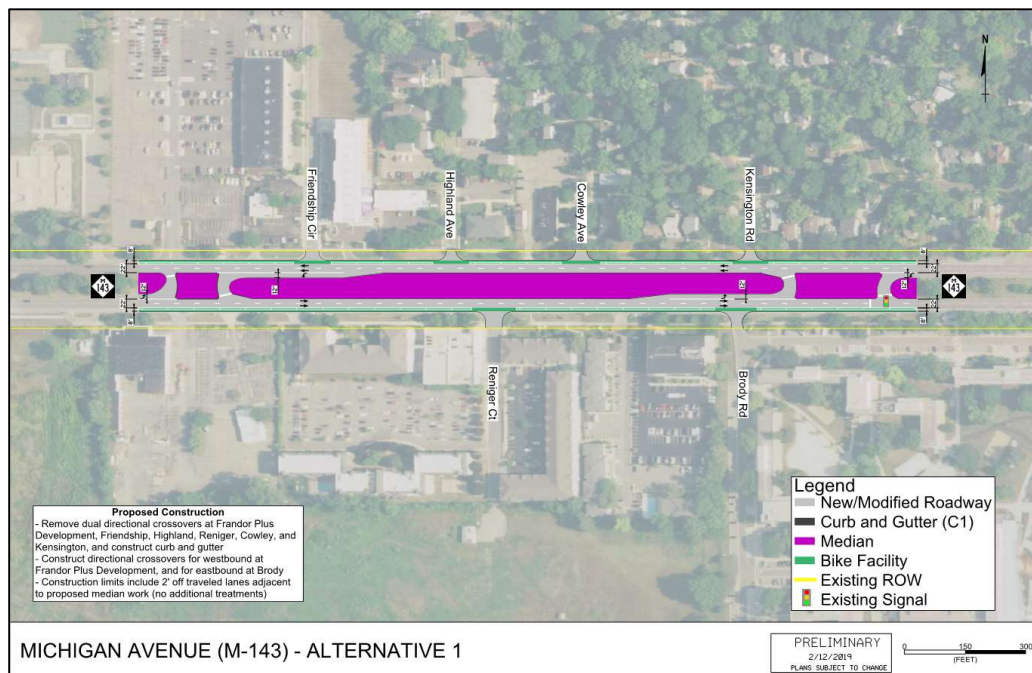 N
Friendship Cir
Highland Ave
Cowley Ave
Kensington Rd
M
143
M
143
Reniger Ct
Brody Rd
Proposed Construction
- Remove dual directional crossovers at Frandor Plus
Development, Friendship, Highland, Reniger, Cowley, and
Kensington, and construct curb and gutter
- Construct directional crossovers for westbound at
Frandor Plus Development, and for eastbound at Brody
- Construction limits include 2' off traveled lanes adjacent
to proposed median work (no additional treatments)
Legend
New/Modified Roadway
Curb and Gutter (C1)
Median
Bike Facility
Existing ROW
Existing Signal
MICHIGAN AVENUE (M-143) - ALTERNATIVE 1
PRELIMINARY
2/12/2019
PLANS SUBJECT TO CHANGE
0 150 300
(FEET)